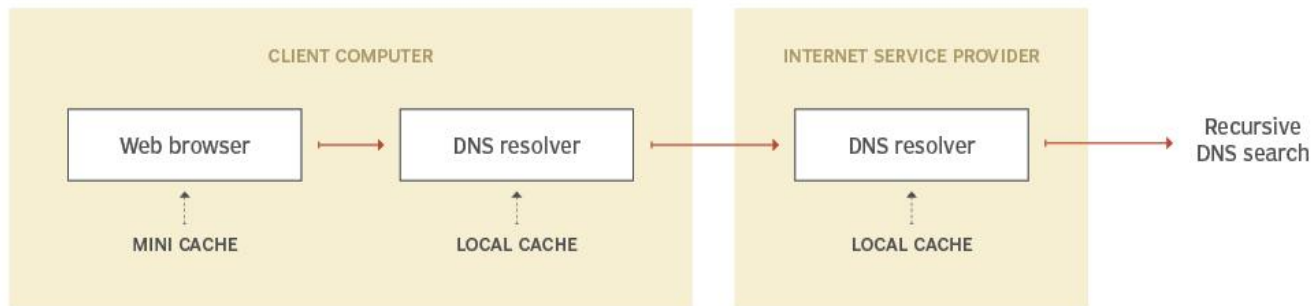 CLIENT COMPUTER
INTERNET SERVICE PROVIDER
Web browser
DNS resolver
DNS resolver
Recursive
DNS search
MINI CACHE
LOCAL CACHE
LOCAL CACHE